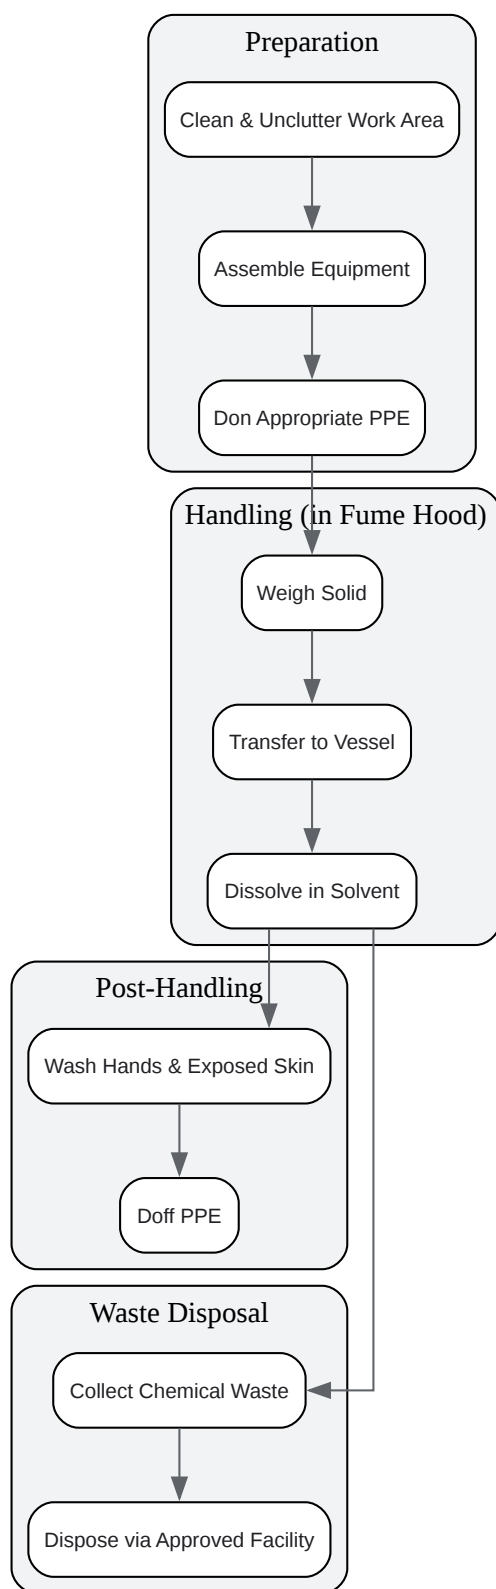 Preparation
Clean & Unclutter Work Area
Assemble Equipment
Don Appropriate PPE
Handling (in Fume Hood)
Weigh Solid
Transfer to Vessel
Dissolve in Solvent
Post-Handling
Wash Hands & Exposed Skin
Doff PPE
Waste Disposal
Collect Chemical Waste
Dispose via Approved Facility